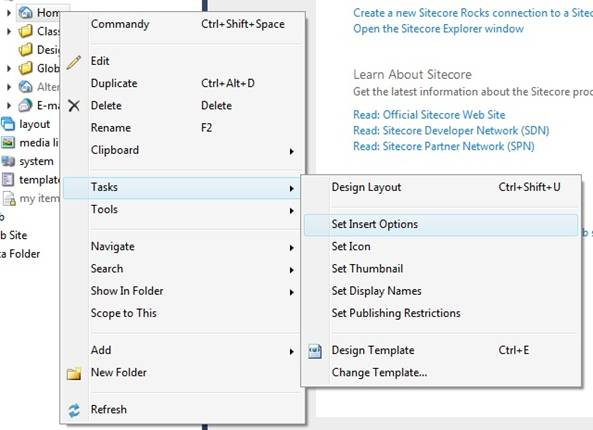 Home
Class
Desi
Glob
Alter
E-ma
layout
media li
system
template
my item
b
b Site
ta Folder
Commandy Ctrl+Shift+Space
Edit
Duplicate Ctrl+Alt+D
Delete Delete
Rename F2
Clipboard
Tasks
Tools
Navigate
Search
Show In Folder
Scope to This
Add
New Folder
Refresh
Design Layout Ctrl+Shift+U
Set Insert Options
Set Icon
Set Thumbnail
Set Display Names
Set Publishing Restrictions
Design Template Ctrl+E
Change Template...
Create a new Sitecore Rocks connection to a Sitec
Open the Sitecore Explorer window
Learn About Sitecore
Get the latest information about the Sitecore proc
Read: Official Sitecore Web Site
Read: Sitecore Developer Network (SDN)
Read: Sitecore Partner Network (SPN)
b s